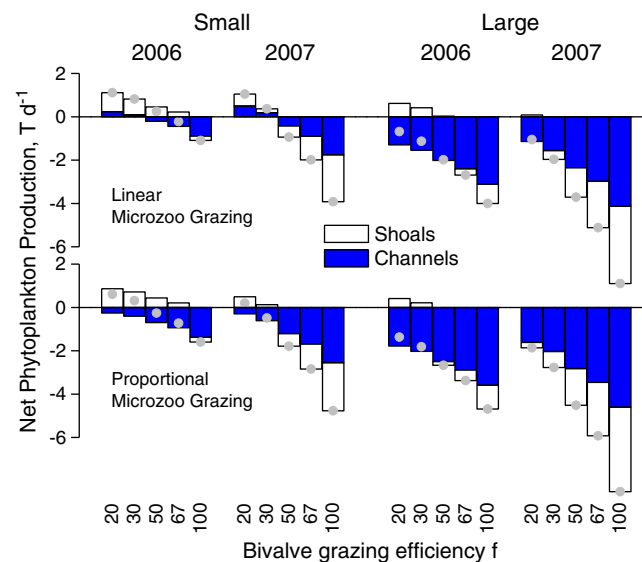 Small Large
2006 2007 2006 2007
Net Phytoplankton Production, T d⁻¹
2
0
-2
-4
-6
Linear
Microzoo Grazing
Shoals
Channels
2
0
-2
-4
-6
Proportional
Microzoo Grazing
20 30 50 67 100 20 30 50 67 100 20 30 50 67 100 20 30 50 67 100
Bivalve grazing efficiency f